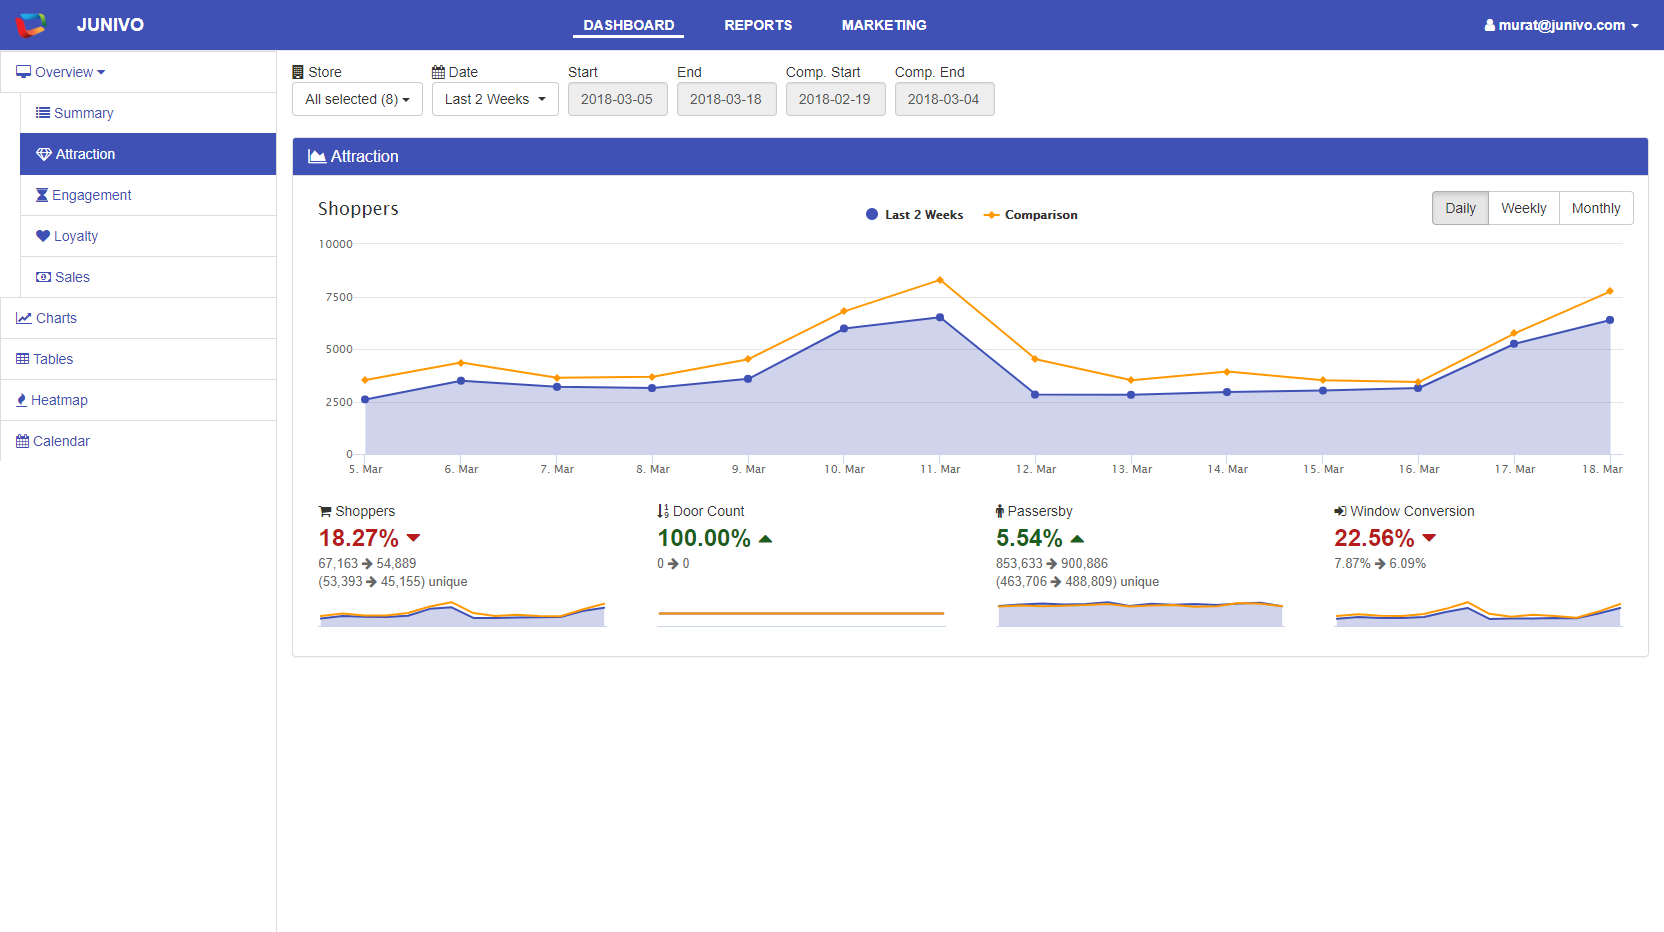 JUNIVO
DASHBOARD REPORTS MARKETING
murat@junivo.com
Overview
Summary
Attraction
Engagement
Loyalty
Sales
Charts
Tables
Heatmap
Calendar
Store Date Start End Comp. Start Comp. End
All selected (8) Last 2 Weeks 2018-03-05 2018-03-18 2018-02-19 2018-03-04
Attraction
Shoppers
Last 2 Weeks Comparison
Daily Weekly Monthly
10000
7500
5000
2500
0
5. Mar 6. Mar 7. Mar 8. Mar 9. Mar 10. Mar 11. Mar 12. Mar 13. Mar 14. Mar 15. Mar 16. Mar 17. Mar 18. Mar
Shoppers
18.27%
67,163 → 54,889
(53,393 → 45,155) unique
Door Count
100.00%
0 → 0
Passersby
5.54%
853,633 → 900,886
(463,706 → 488,809) unique
Window Conversion
22.56%
7.87% → 6.09%